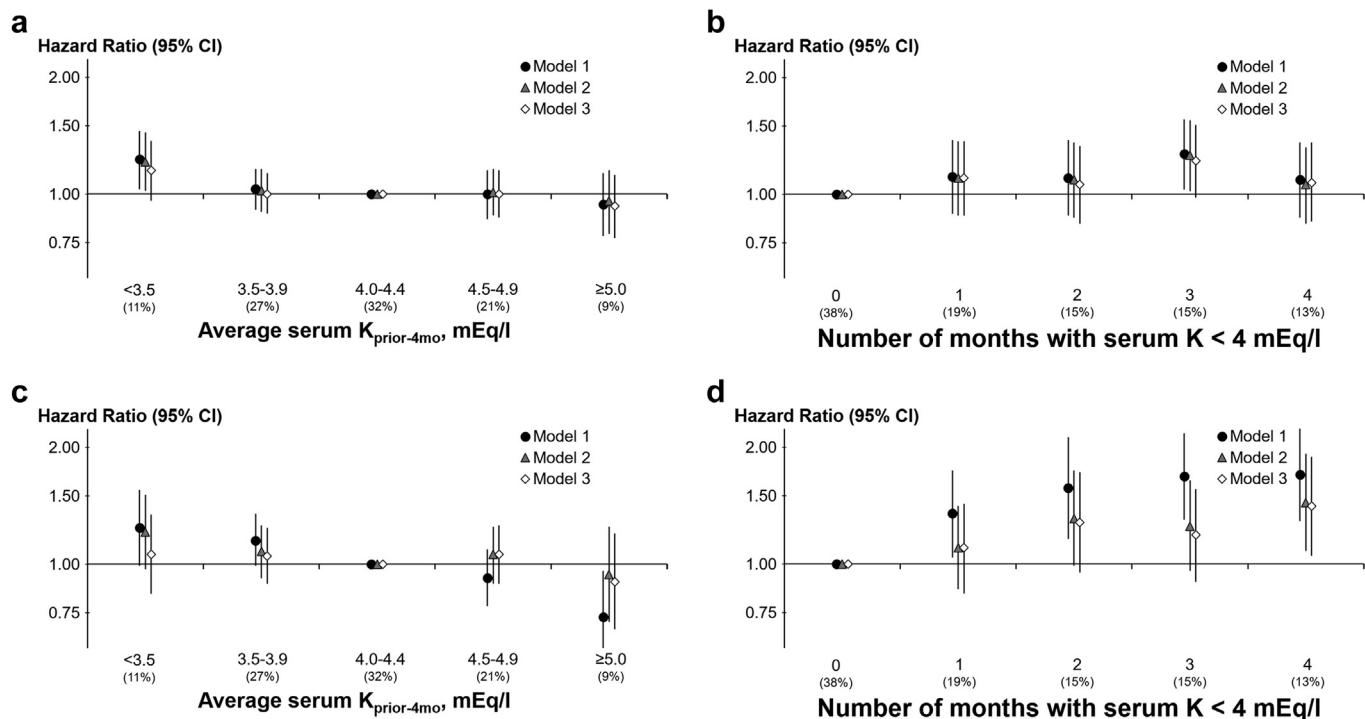 a
Hazard Ratio (95% CI)
Model 1
Model 2
Model 3
2.00
1.50
1.00
0.75
<3.5 3.5-3.9 4.0-4.4 4.5-4.9 ≥5.0
(11%) (27%) (32%) (21%) (9%)
Average serum Kprior-4mo, mEq/l
b
Hazard Ratio (95% CI)
Model 1
Model 2
Model 3
2.00
1.50
1.00
0.75
0 1 2 3 4
(38%) (19%) (15%) (15%) (13%)
Number of months with serum K < 4 mEq/l
c
Hazard Ratio (95% CI)
Model 1
Model 2
Model 3
2.00
1.50
1.00
0.75
<3.5 3.5-3.9 4.0-4.4 4.5-4.9 ≥5.0
(11%) (27%) (32%) (21%) (9%)
Average serum Kprior-4mo, mEq/l
d
Hazard Ratio (95% CI)
Model 1
Model 2
Model 3
2.00
1.50
1.00
0.75
0 1 2 3 4
(38%) (19%) (15%) (15%) (13%)
Number of months with serum K < 4 mEq/l